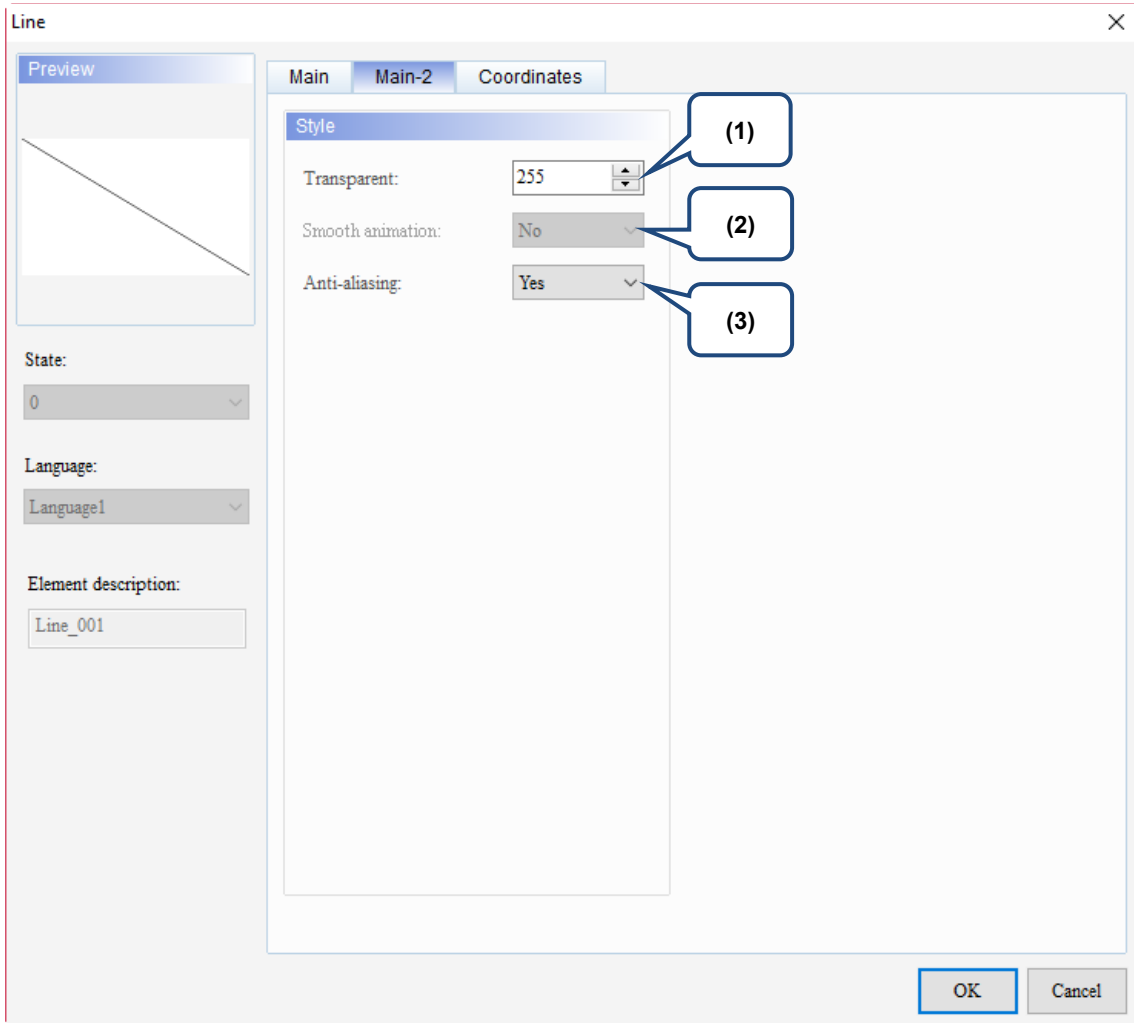 Line
Preview
Main Main-2 Coordinates
Style
(1)
Transparent: 255
(2)
Smooth animation: No
Anti-aliasing: Yes
(3)
State:
0
Language:
Language1
Element description:
Line_001
OK Cancel